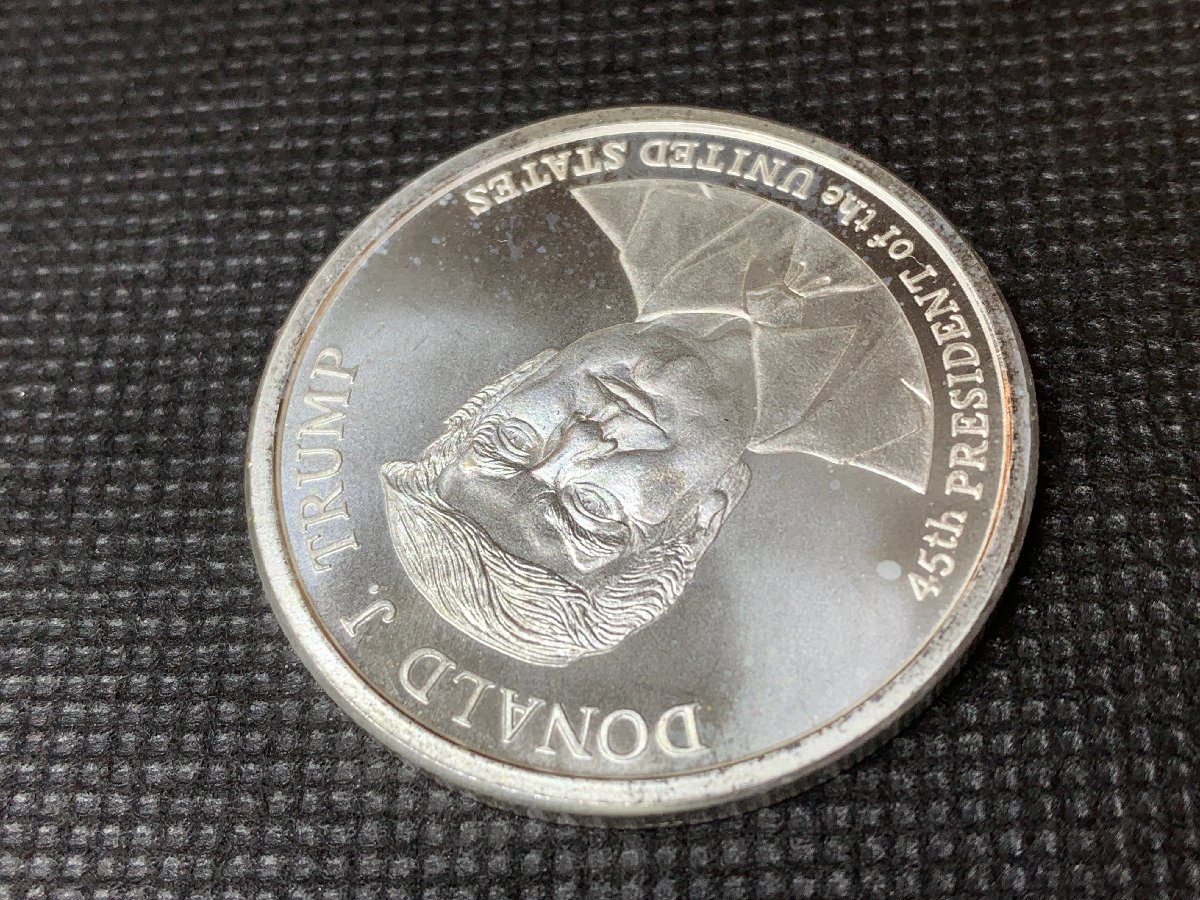 DONALD J. TRUMP
45th PRESIDENT of the UNITED STATES